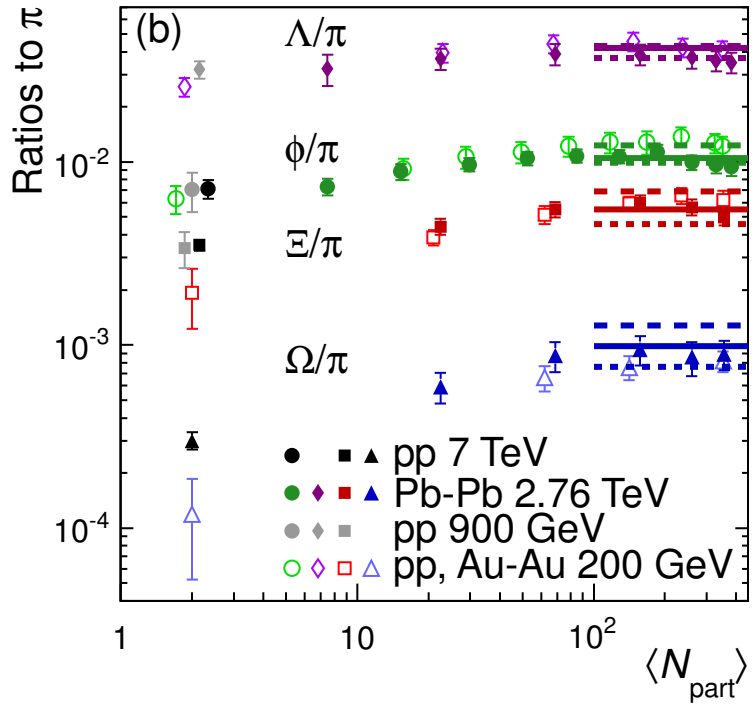 (b)
Ratios to π
Λ/π
ϕ/π
Ξ/π
Ω/π
10⁻²
10⁻³
10⁻⁴
pp 7 TeV
Pb-Pb 2.76 TeV
pp 900 GeV
pp, Au-Au 200 GeV
1
10
10²
⟨N_part⟩